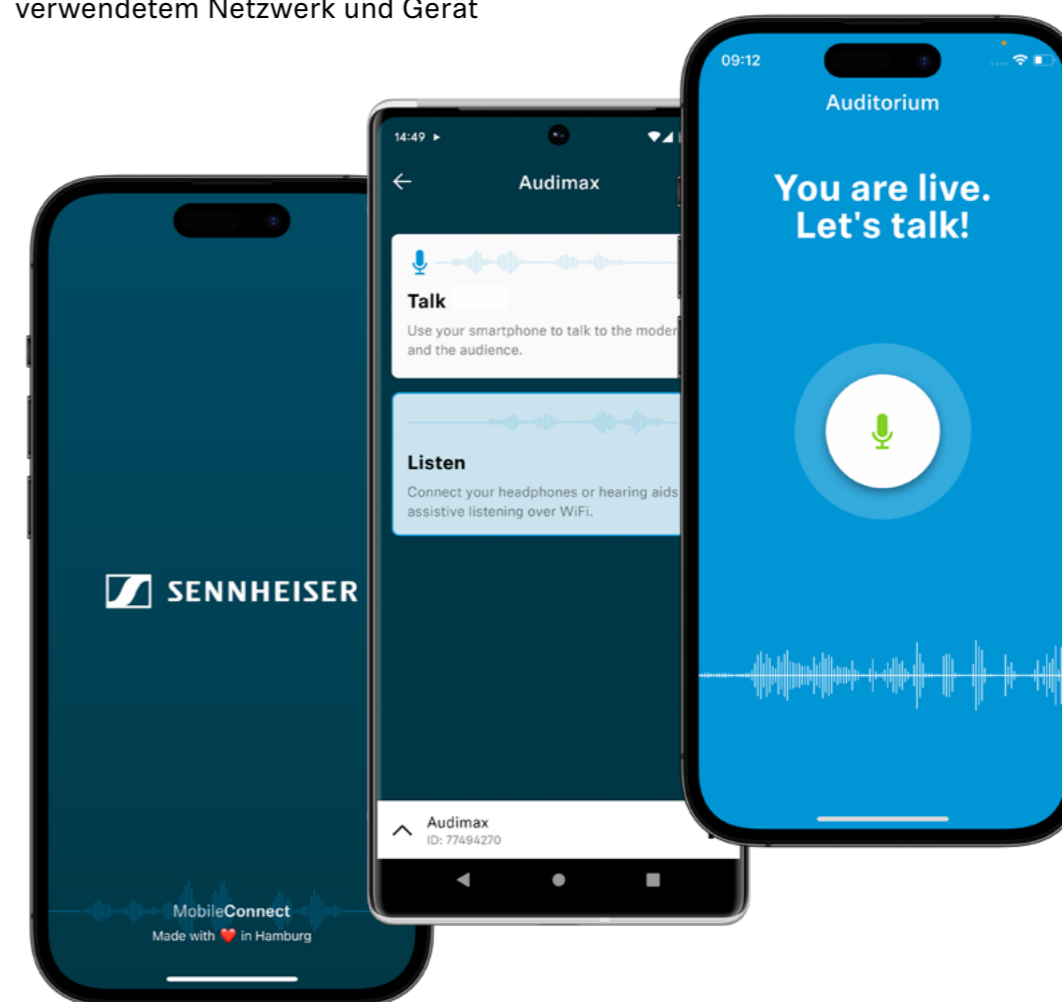 verwendetem Netzwerk und Gerät
SENNHEISER
MobileConnect
Made with ❤️ in Hamburg
14:49
Audimax
Talk
Use your smartphone to talk to the moder
and the audience.
Listen
Connect your headphones or hearing aids
assistive listening over WiFi.
Audimax
ID: 77494270
09:12
Auditorium
You are live.
Let's talk!